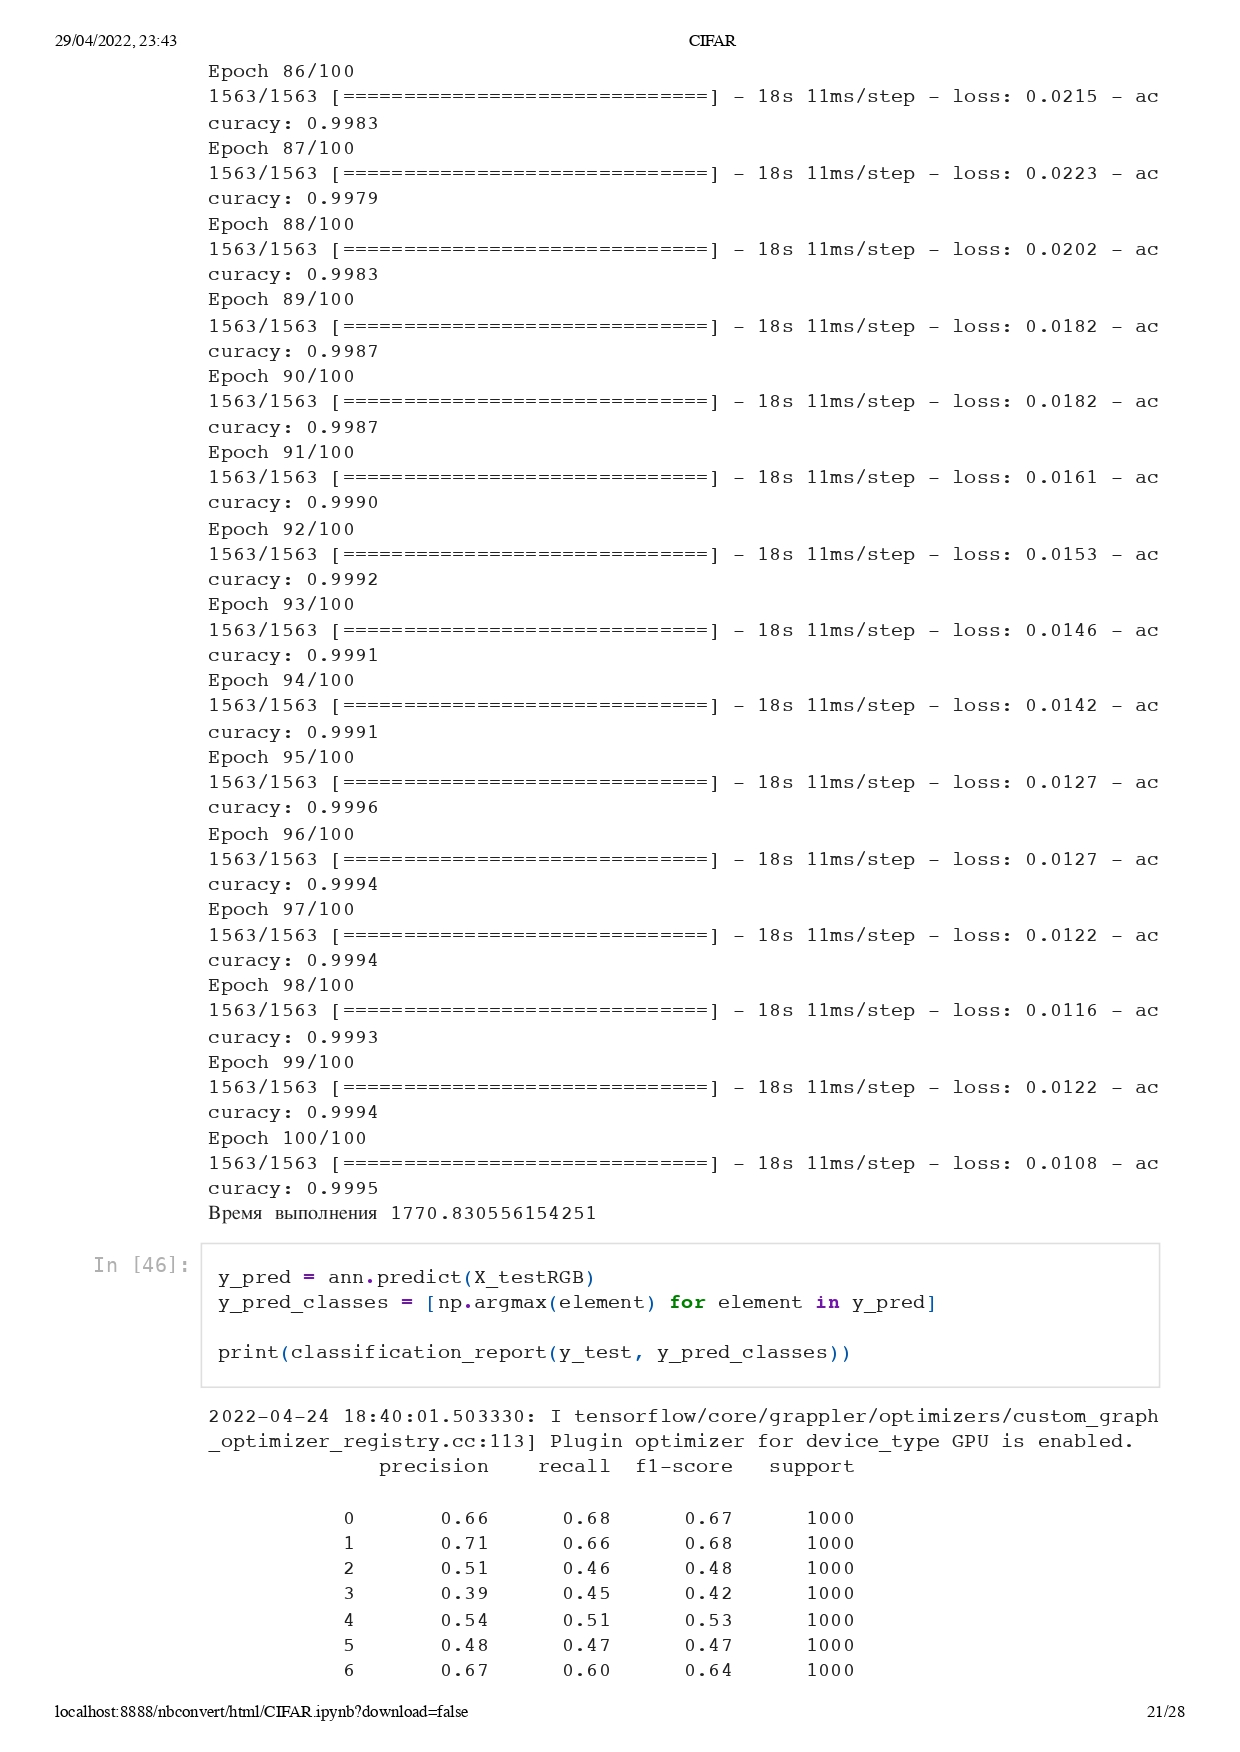 29/04/2022, 23:43 CIFAR
Epoch 86/100
1563/1563 [==============================] - 18s 11ms/step - loss: 0.0215 - ac
curacy: 0.9983
Epoch 87/100
1563/1563 [==============================] - 18s 11ms/step - loss: 0.0223 - ac
curacy: 0.9979
Epoch 88/100
1563/1563 [==============================] - 18s 11ms/step - loss: 0.0202 - ac
curacy: 0.9983
Epoch 89/100
1563/1563 [==============================] - 18s 11ms/step - loss: 0.0182 - ac
curacy: 0.9987
Epoch 90/100
1563/1563 [==============================] - 18s 11ms/step - loss: 0.0182 - ac
curacy: 0.9987
Epoch 91/100
1563/1563 [==============================] - 18s 11ms/step - loss: 0.0161 - ac
curacy: 0.9990
Epoch 92/100
1563/1563 [==============================] - 18s 11ms/step - loss: 0.0153 - ac
curacy: 0.9992
Epoch 93/100
1563/1563 [==============================] - 18s 11ms/step - loss: 0.0146 - ac
curacy: 0.9991
Epoch 94/100
1563/1563 [==============================] - 18s 11ms/step - loss: 0.0142 - ac
curacy: 0.9991
Epoch 95/100
1563/1563 [==============================] - 18s 11ms/step - loss: 0.0127 - ac
curacy: 0.9996
Epoch 96/100
1563/1563 [==============================] - 18s 11ms/step - loss: 0.0127 - ac
curacy: 0.9994
Epoch 97/100
1563/1563 [==============================] - 18s 11ms/step - loss: 0.0122 - ac
curacy: 0.9994
Epoch 98/100
1563/1563 [==============================] - 18s 11ms/step - loss: 0.0116 - ac
curacy: 0.9993
Epoch 99/100
1563/1563 [==============================] - 18s 11ms/step - loss: 0.0122 - ac
curacy: 0.9994
Epoch 100/100
1563/1563 [==============================] - 18s 11ms/step - loss: 0.0108 - ac
curacy: 0.9995
Время выполнения 1770.830556154251
In [46]:
y_pred = ann.predict(X_testRGB)
y_pred_classes = [np.argmax(element) for element in y_pred]
print(classification_report(y_test, y_pred_classes))
2022-04-24 18:40:01.503330: I tensorflow/core/grappler/optimizers/custom_graph
_optimizer_registry.cc:113] Plugin optimizer for device_type GPU is enabled.
precision recall f1-score support
0 0.66 0.68 0.67 1000
1 0.71 0.66 0.68 1000
2 0.51 0.46 0.48 1000
3 0.39 0.45 0.42 1000
4 0.54 0.51 0.53 1000
5 0.48 0.47 0.47 1000
6 0.67 0.60 0.64 1000
localhost:8888/nbconvert/html/CIFAR.ipynb?download=false 21/28